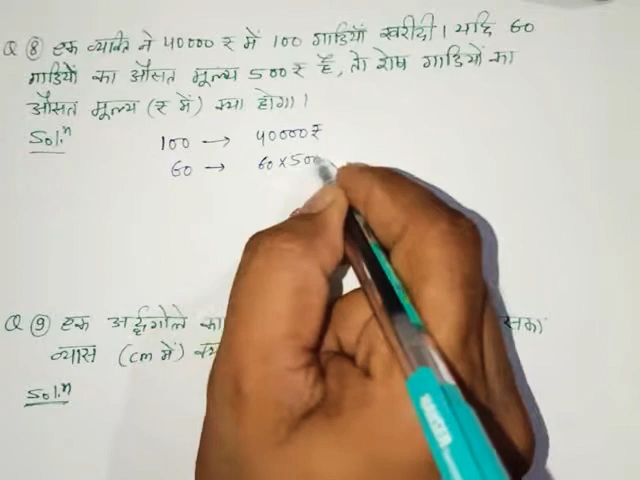 Q ⑧ एक व्यक्ति ने 40000 ₹ में 100 गाडियाँ खरीदी। यदि 60
गाडियों का औसत मूल्य 500 ₹ है, तो शेष गाडियों का
औसत मूल्य (₹ में) क्या होगा।
Sol.ⁿ
100 → 40000 ₹
60 → 60 × 500
Q ⑨ एक अर्द्धगोले का
व्यास (cm में)
Sol.ⁿ